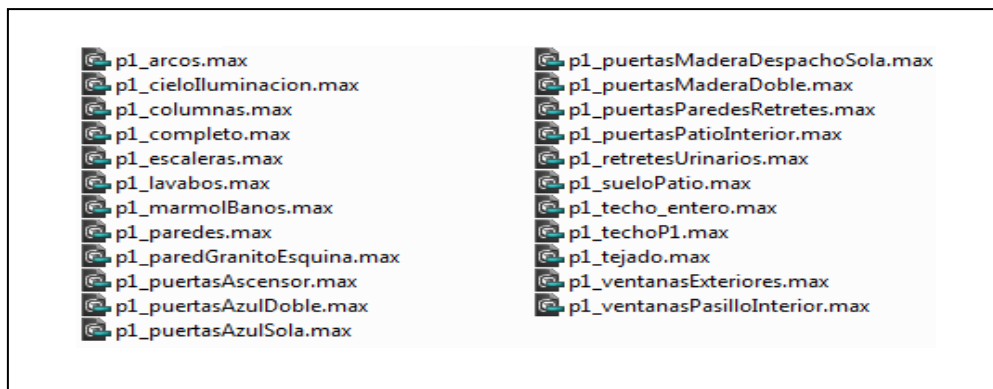 p1_arcos.max
p1_cieloIluminacion.max
p1_columnas.max
p1_completo.max
p1_escaleras.max
p1_lavabos.max
p1_marmolBanos.max
p1_paredes.max
p1_paredGranitoEsquina.max
p1_puertasAscensor.max
p1_puertasAzulDoble.max
p1_puertasAzulSola.max
p1_puertasMaderaDespachoSola.max
p1_puertasMaderaDoble.max
p1_puertasParedesRetretes.max
p1_puertasPatioInterior.max
p1_retretesUrinarios.max
p1_sueloPatio.max
p1_techo_entero.max
p1_techoP1.max
p1_tejado.max
p1_ventanasExteriores.max
p1_ventanasPasilloInterior.max